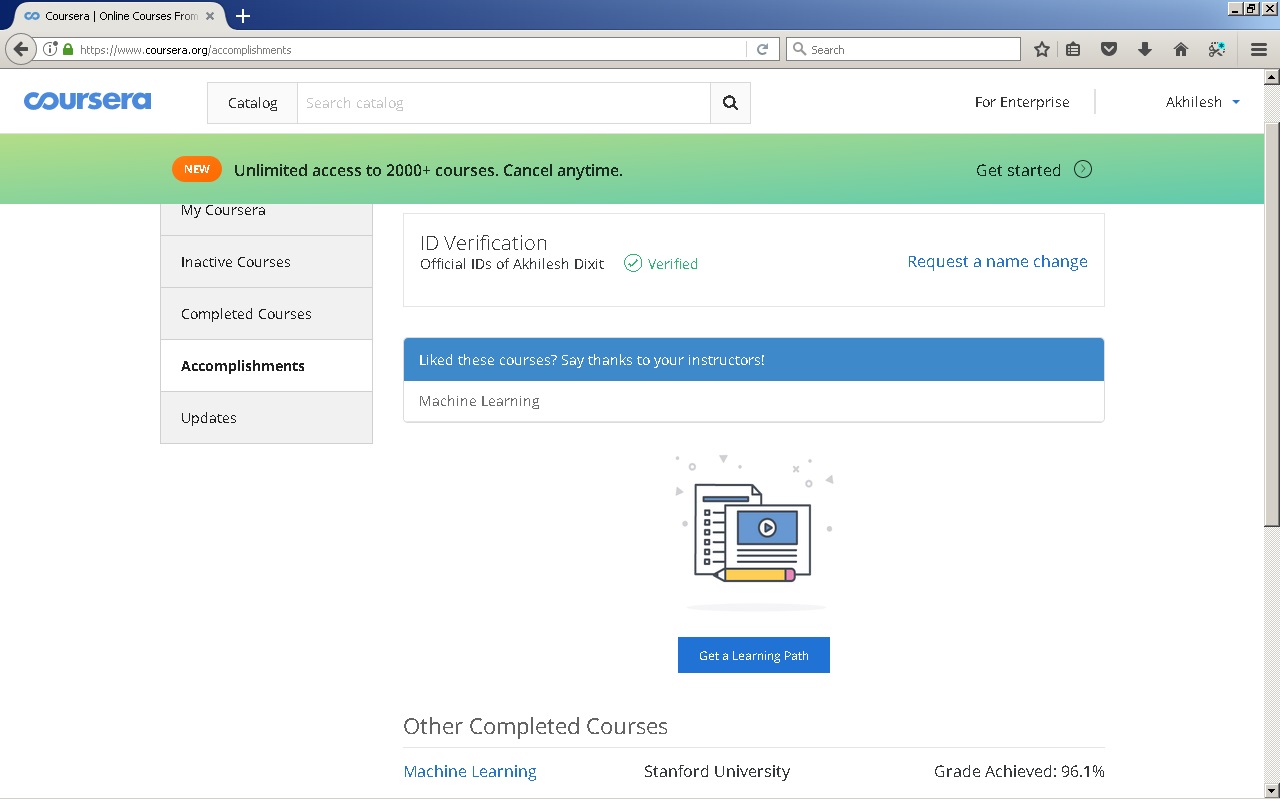 Coursera | Online Courses From
https://www.coursera.org/accomplishments
Search
coursera
Catalog
Search catalog
For Enterprise
Akhilesh
NEW
Unlimited access to 2000+ courses. Cancel anytime.
Get started
My Coursera
Inactive Courses
Completed Courses
Accomplishments
Updates
ID Verification
Official IDs of Akhilesh Dixit
Verified
Request a name change
Liked these courses? Say thanks to your instructors!
Machine Learning
Get a Learning Path
Other Completed Courses
Machine Learning
Stanford University
Grade Achieved: 96.1%